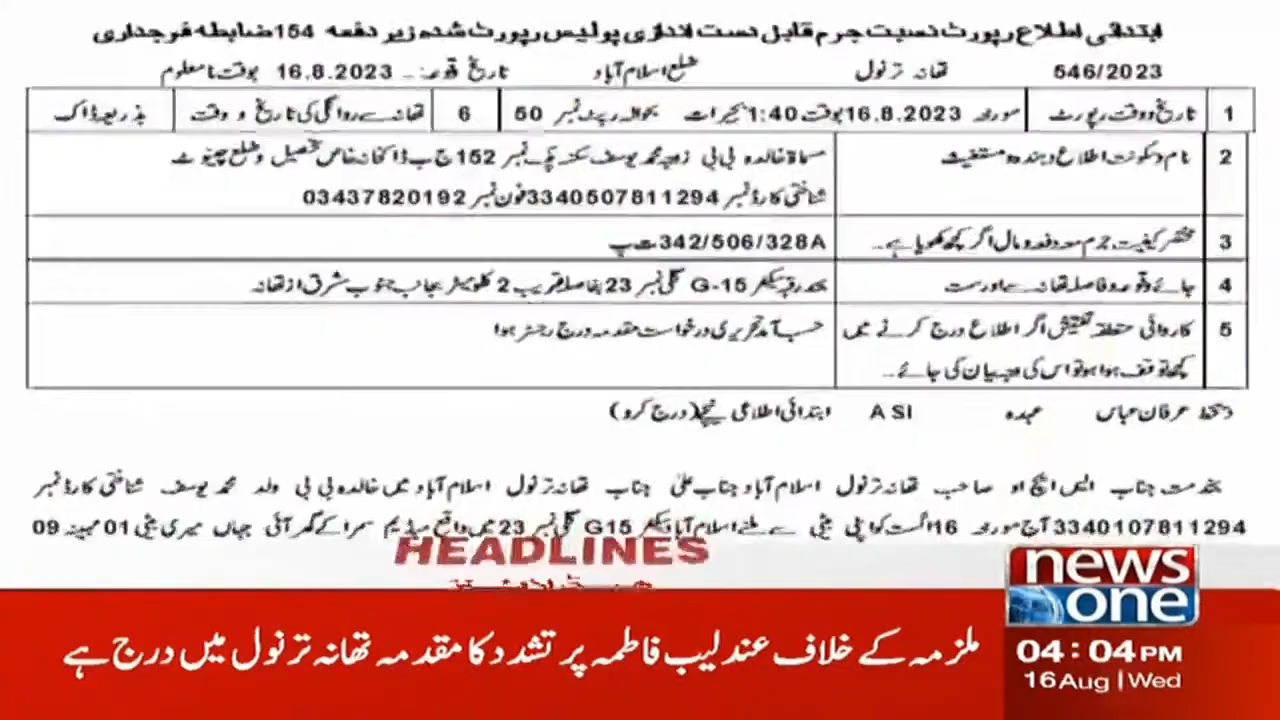 ابتدائی اطلاع رپورٹ نسبت جرم قابل دست اندازی پولیس رپورٹ شدہ زیر دفعہ 154 ضابطہ فوجداری
546/2023 تھانہ ترنول ضلع اسلام آباد تاریخ وقوعہ۔ 16.8.2023 بوقت نامعلوم
1 تاریخ و وقت رپورٹ مورخہ 16.8.2023 بوقت 1:40 بجے رات بحوالہ رپٹ نمبر 50 6 تھانہ سے روانگی کی تاریخ و وقت بذریعہ ڈاک
2 نام و سکونت اطلاع دہندہ و مستغیث مسماۃ خالدہ بی بی زوجہ محمد یوسف سکنہ چک نمبر 152 ج ب ڈاکخانہ خاص تحصیل و ضلع چنیوٹ
شناختی کارڈ نمبر 3340507811294 فون نمبر 03437820192
3 مختصر کیفیت جرم معہ دفعہ و مال اگر کچھ کھویا ہے۔ 342/506/328A ت پ
4 جائے وقوعہ و فاصلہ تھانہ سے اور سمت سیکٹر G-15 گلی نمبر 23 بفاصلہ قریب 2 کلومیٹر بجانب جنوب مشرق از تھانہ
5 کاروائی متعلقہ تفتیش اگر اطلاع درج کرنے میں حسب آمد تحریری درخواست مقدمہ درج رجسٹر ہوا
کچھ توقف ہوا ہو تو اس کی وجہ بیان کی جائے۔
دستخط عرفان عباس عہدہ ASI ابتدائی اطلاع نیچے (درج کرو)
بخدمت جناب ایس ایچ او صاحب تھانہ ترنول اسلام آباد جناب عالی جناب تھانہ ترنول اسلام آباد میں خالدہ بی بی ولد محمد یوسف شناختی کارڈ نمبر
3340107811294 آج مورخہ 16 اگست کو اپنی بیٹی سے ملنے اسلام آباد سیکٹر G15 گلی نمبر 23 میں واقع میڈیم سمرا کے گھر آئی جہاں میری بیٹی 01 مہینہ 09
HEADLINES
news
one
ملزمہ کے خلاف عندلیب فاطمہ پر تشدد کا مقدمہ تھانہ ترنول میں درج ہے
04:04 PM
16 Aug | Wed